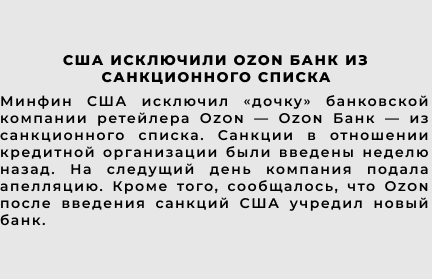 США ИСКЛЮЧИЛИ OZON БАНК ИЗ
САНКЦИОННОГО СПИСКА
Минфин США исключил «дочку» банковской
компании ретейлера Ozon — Ozon Банк — из
санкционного списка. Санкции в отношении
кредитной организации были введены неделю
назад. На следущий день компания подала
апелляцию. Кроме того, сообщалось, что Ozon
после введения санкций США учредил новый
банк.